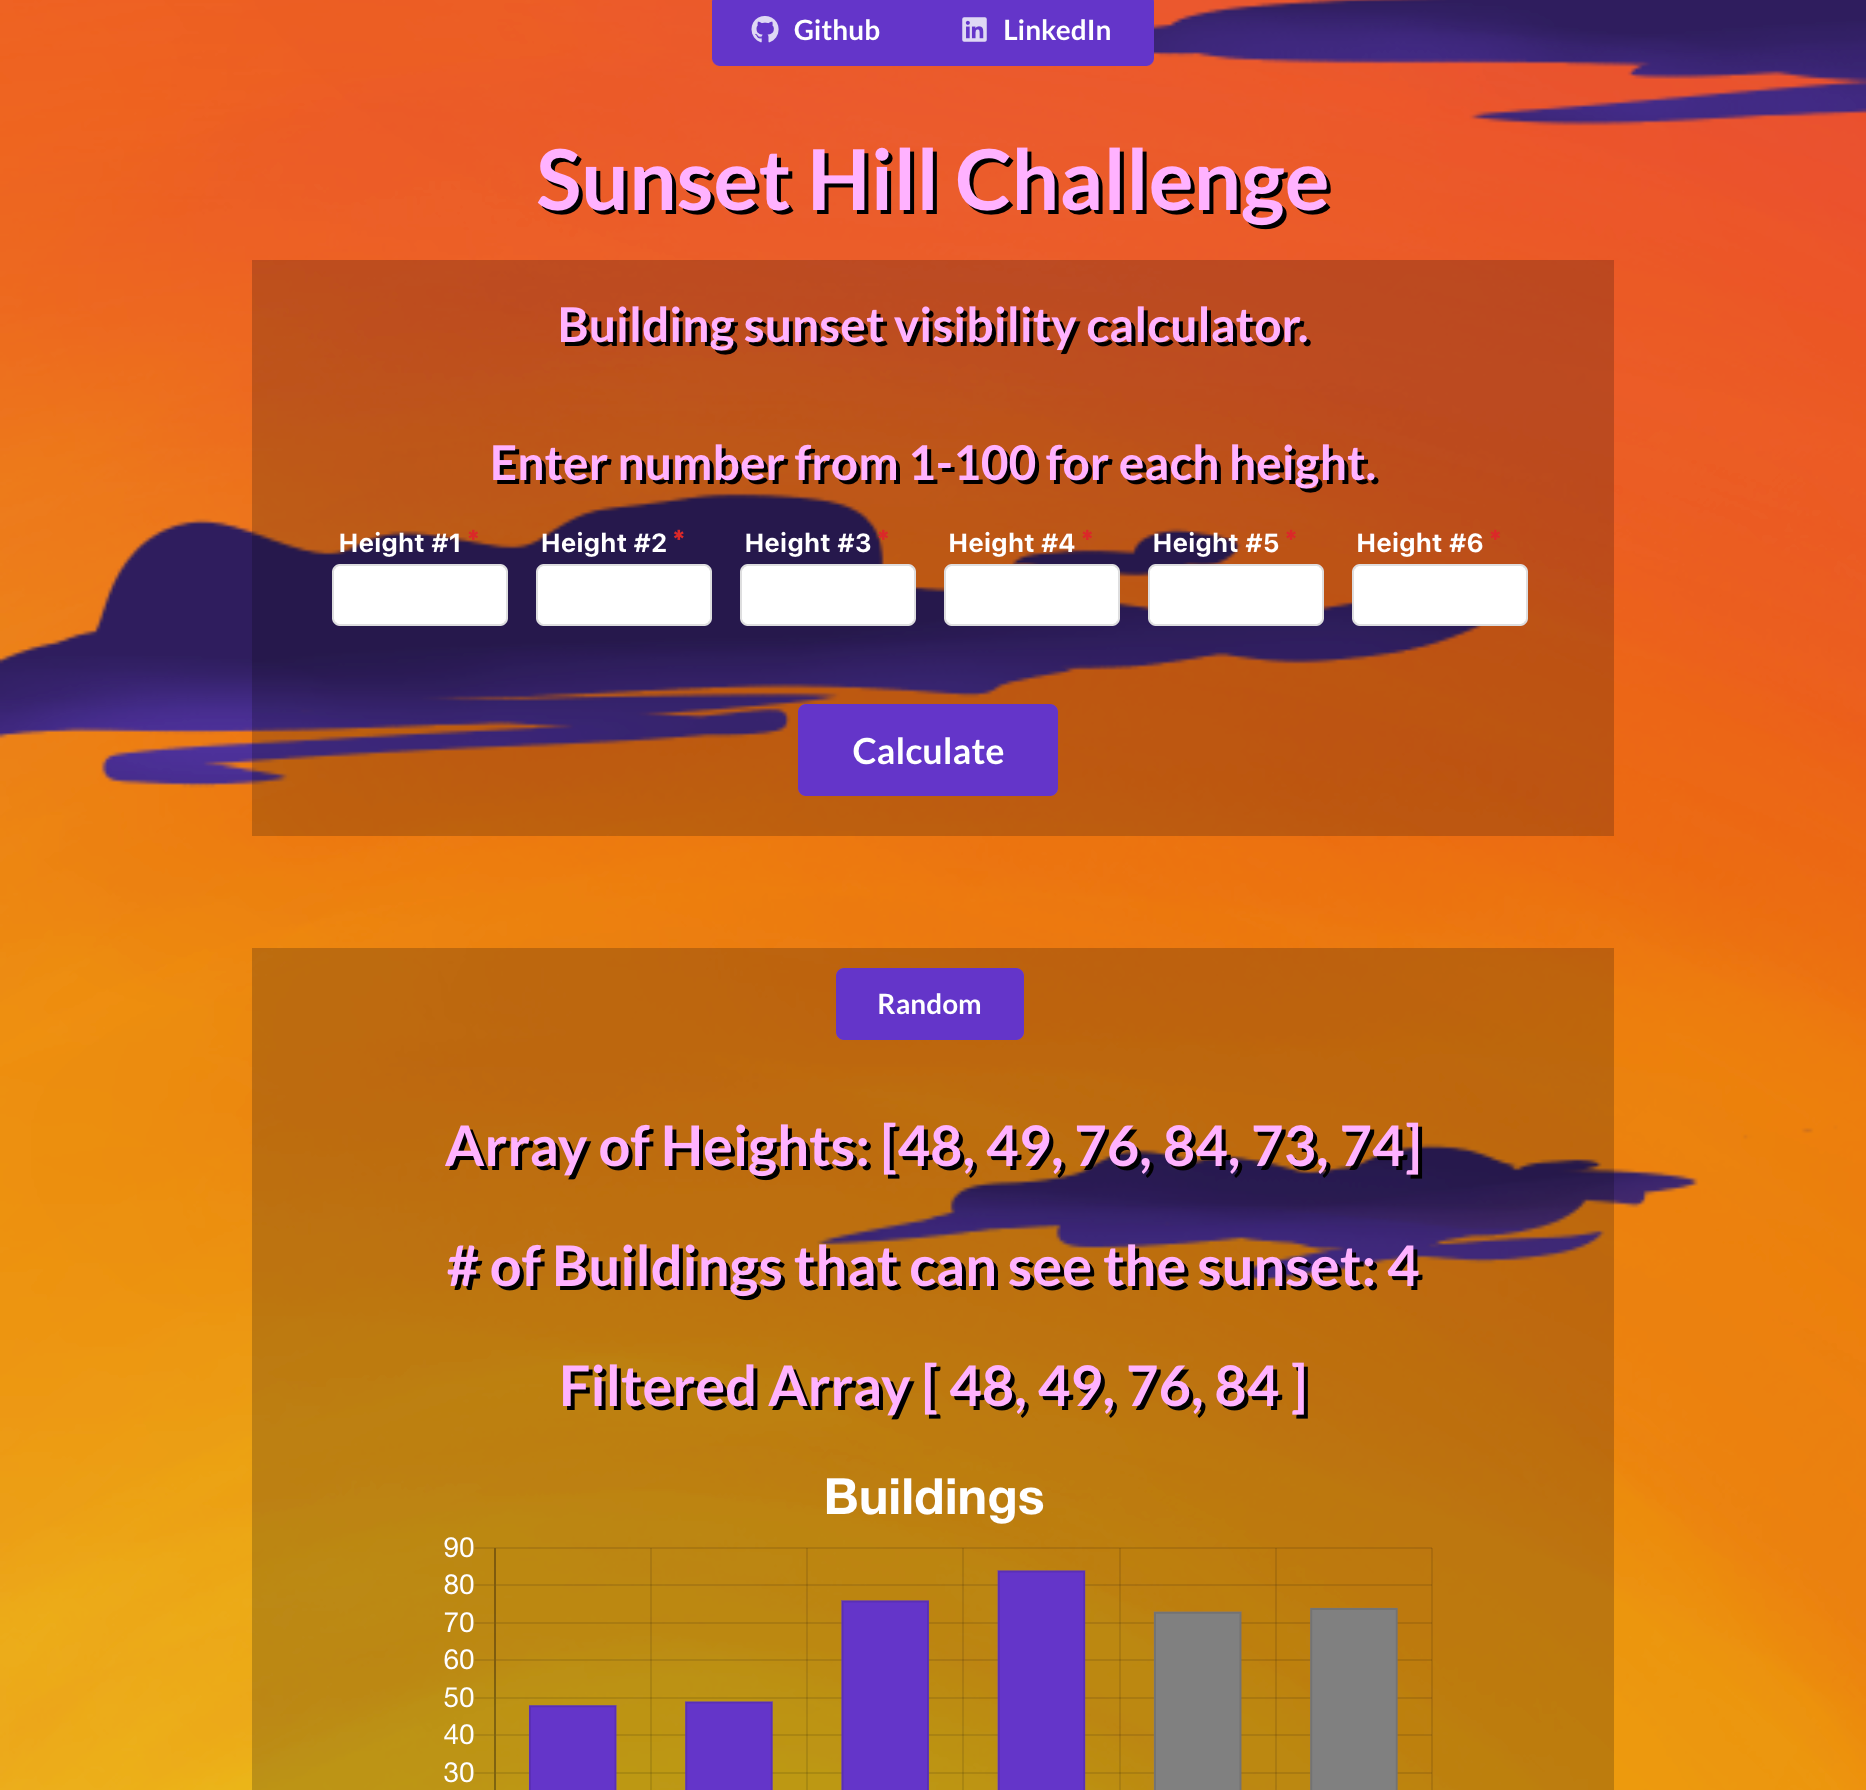 Github LinkedIn
Sunset Hill Challenge
Building sunset visibility calculator.
Enter number from 1-100 for each height.
Height #1 * Height #2 * Height #3 * Height #4 * Height #5 * Height #6 *
Calculate
Random
Array of Heights: [48, 49, 76, 84, 73, 74]
# of Buildings that can see the sunset: 4
Filtered Array [ 48, 49, 76, 84 ]
Buildings
90
80
70
60
50
40
30